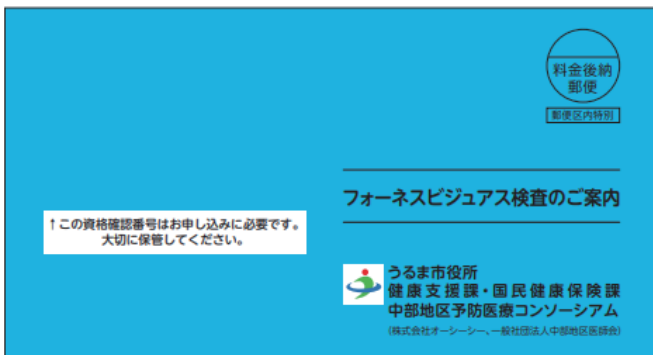 料金後納
郵便
郵便区内特別
フォーネスビジュアス検査のご案内
↑この資格確認番号はお申し込みに必要です。
大切に保管してください。
うるま市役所
健康支援課・国民健康保険課
中部地区予防医療コンソーシアム
(株式会社オーシーシー、一般社団法人中部地区医師会)